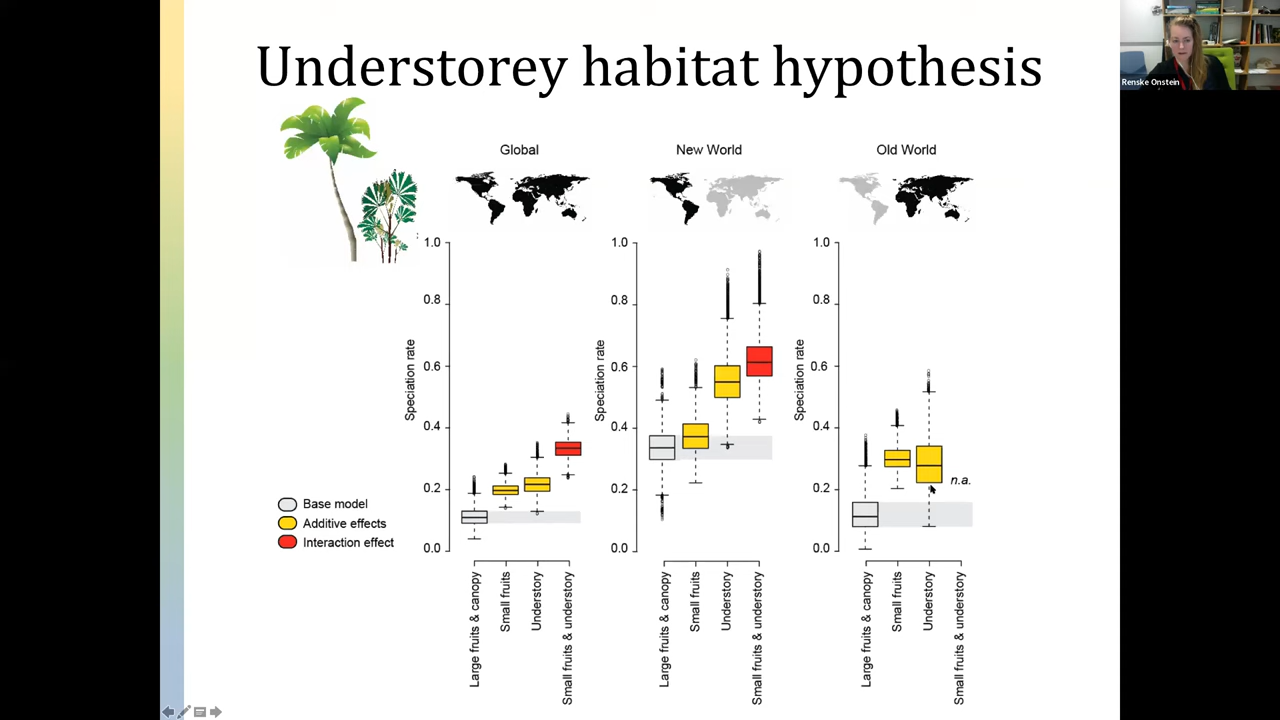 Understorey habitat hypothesis
Renske Onstein
Global
New World
Old World
1.0
0.8
0.6
0.4
0.2
0.0
Speciation rate
1.0
0.8
0.6
0.4
0.2
0.0
Speciation rate
1.0
0.8
0.6
0.4
0.2
0.0
Speciation rate
n.a.
Base model
Additive effects
Interaction effect
Large fruits & canopy
Small fruits
Understory
Small fruits & understory
Large fruits & canopy
Small fruits
Understory
Small fruits & understory
Large fruits & canopy
Small fruits
Understory
Small fruits & understory